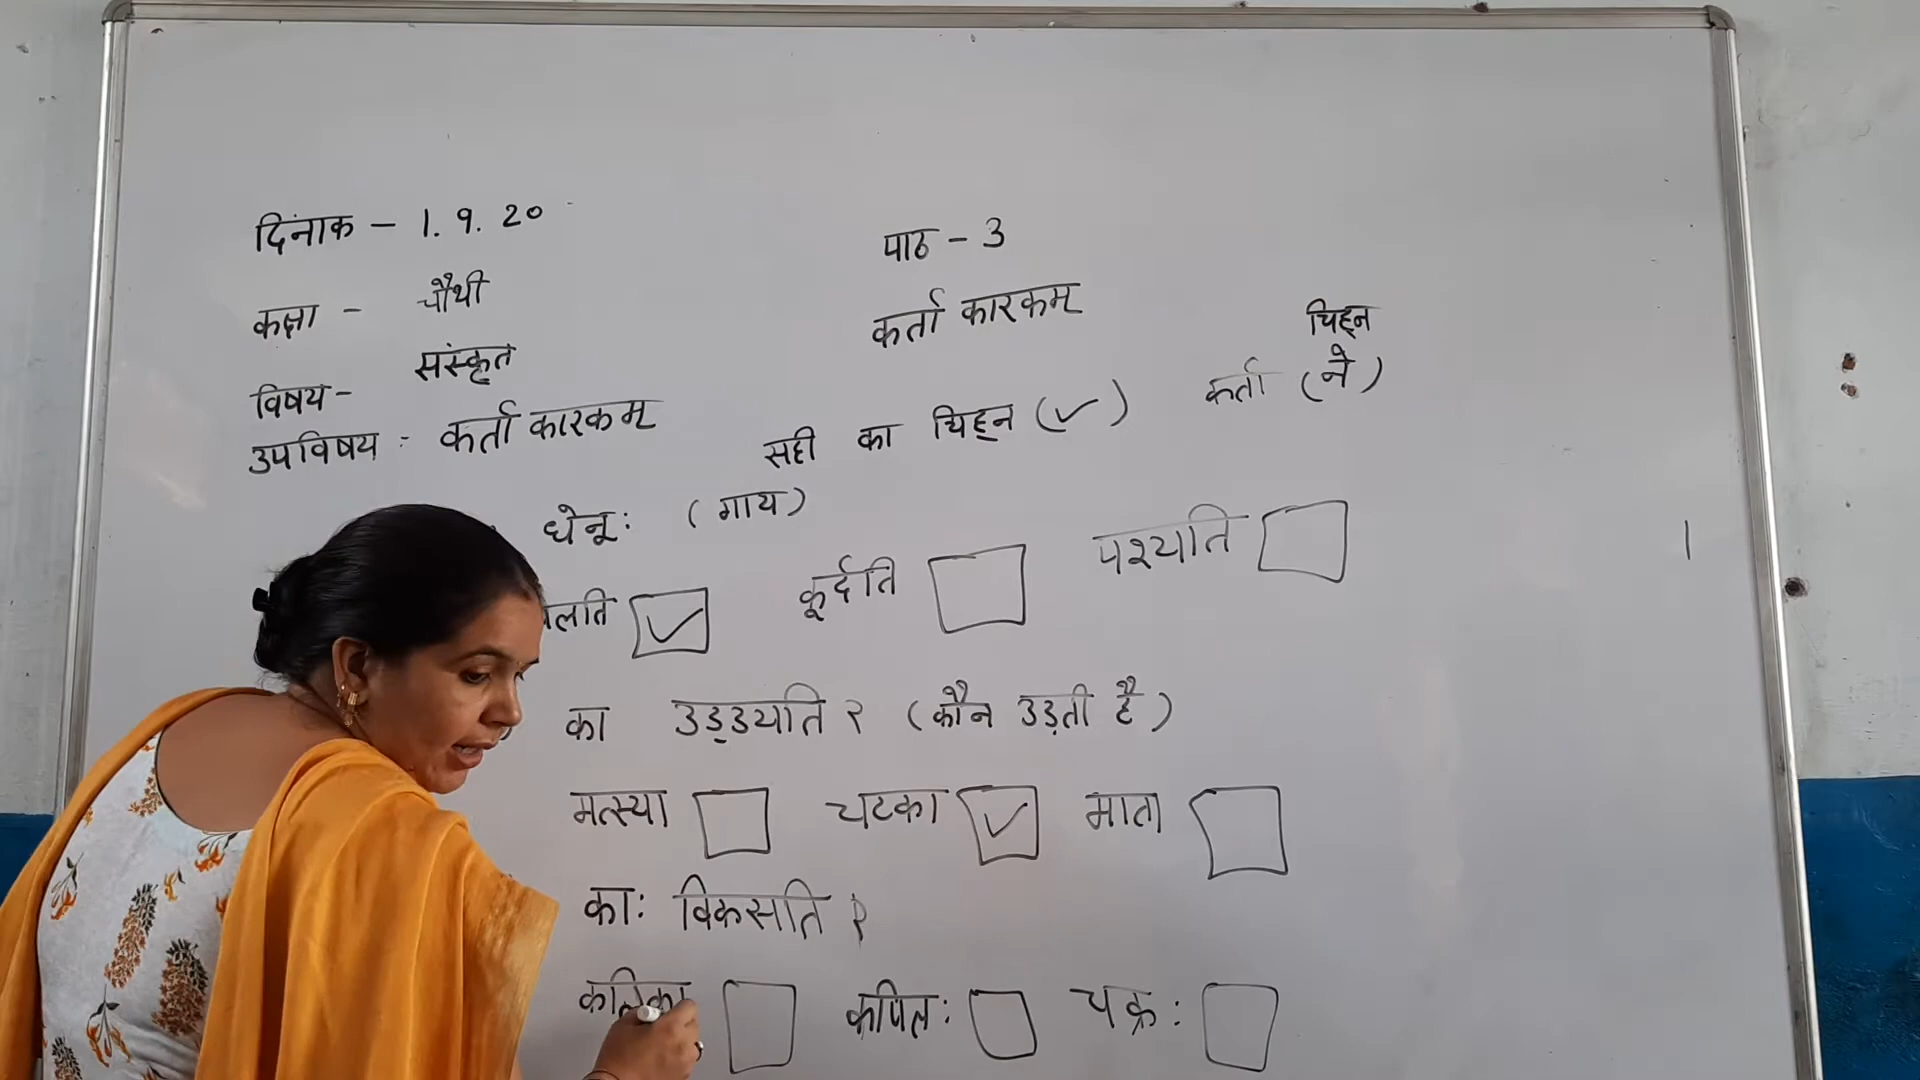 दिंनाक - 1. 9. 20
पाठ - 3
कक्षा - चौथी
कर्ता कारकम्
चिह्न
विषय- संस्कृत
कर्ता (ने)
उपविषय - कर्ता कारकम्
सही का चिह्न (✓)
धेनू: (गाय)
कूर्दति पश्यति
का उड्डयति ? (कौन उड़ती है)
मत्स्या चटका ✓ माता
का: विकसति ?
कलिका कपिल: चक्र: